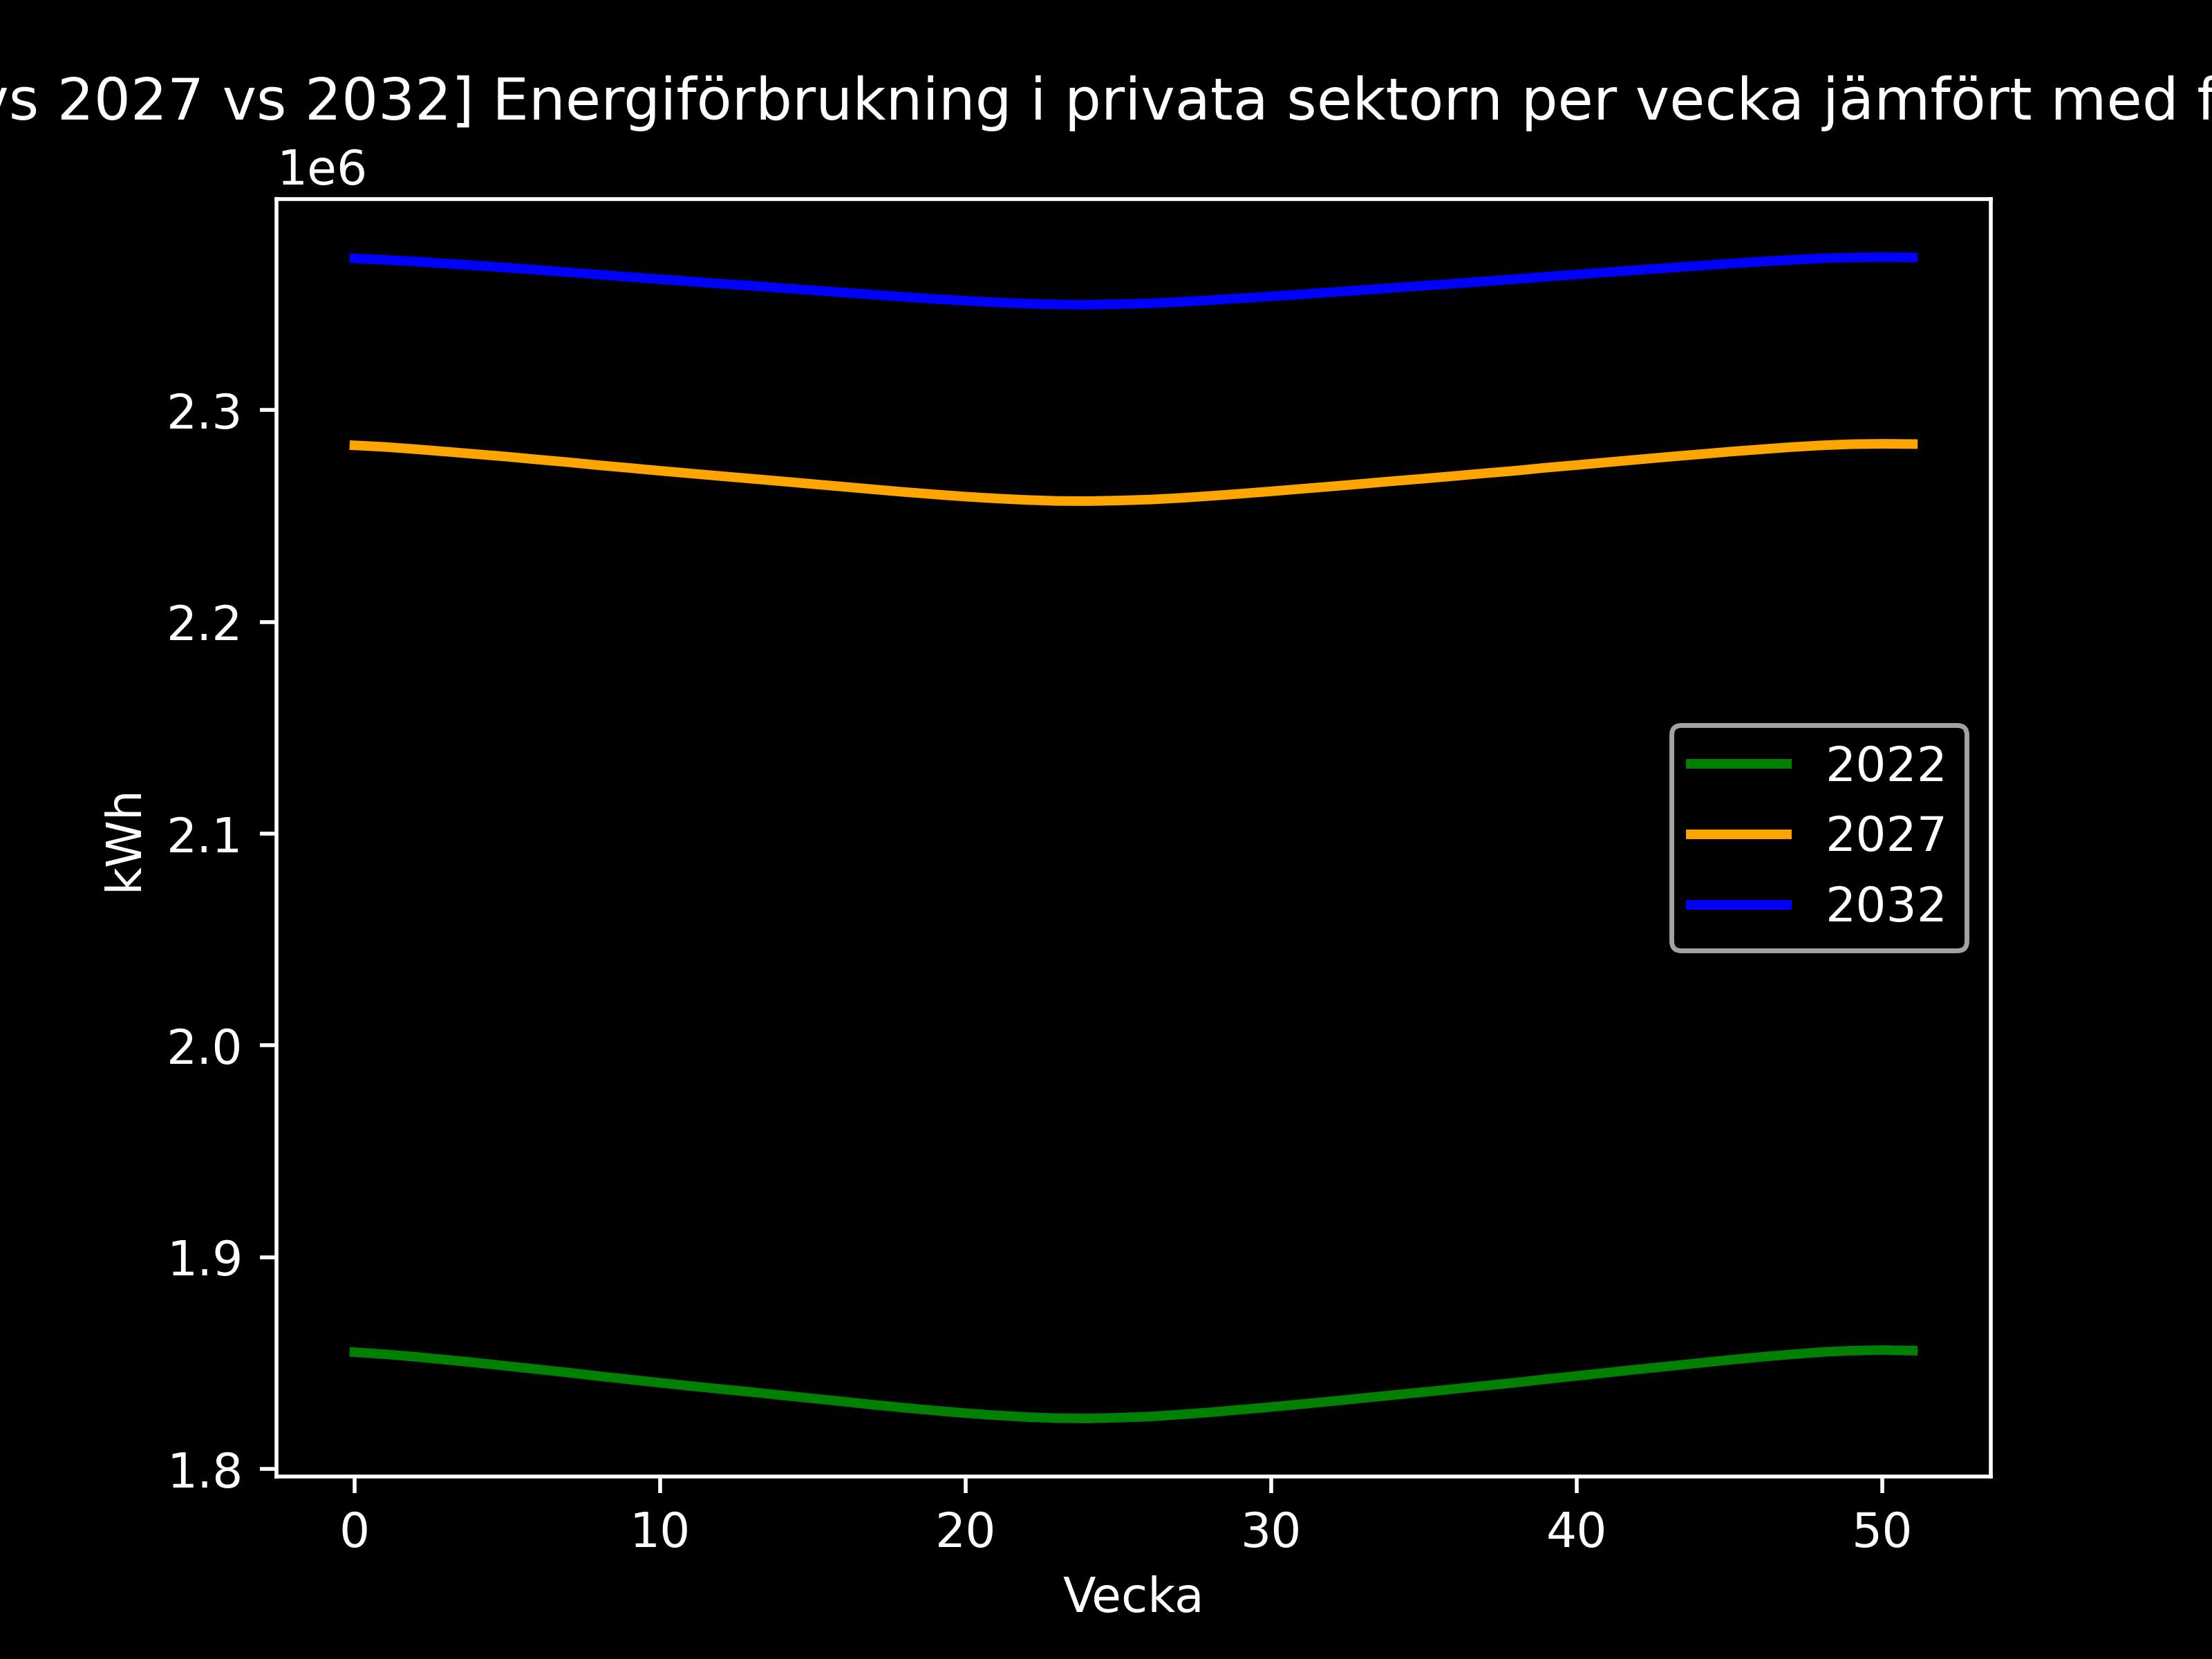 vs 2027 vs 2032] Energiförbrukning i privata sektorn per vecka jämfört med
1e6
2.3
2.2
2.1
2.0
1.9
1.8
kWh
2022
2027
2032
0 10 20 30 40 50
Vecka